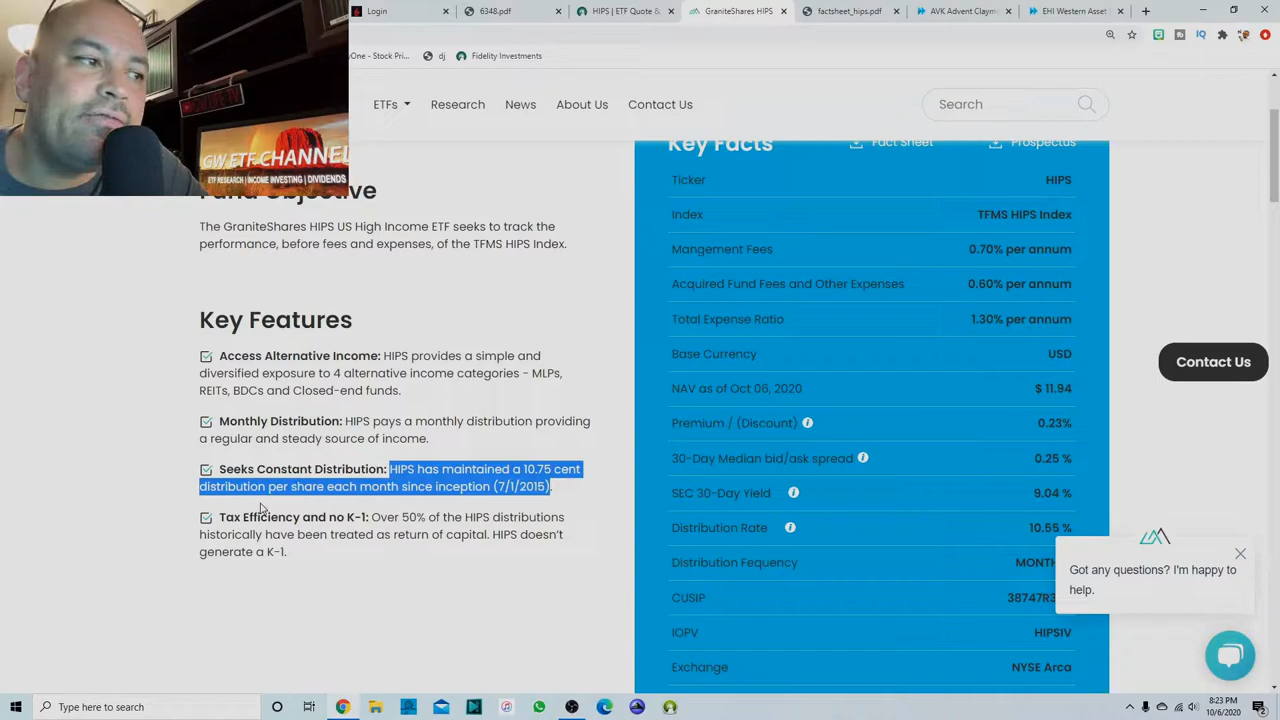 Login
6348.pdf
HIPS | ETF Quote &
GraniteShares HIPS
factsheet_hips.pdf
AVK Advent Claym
EHI Western Asset
yOne - Stock Pri...
dj
Fidelity Investments
ETFs
Research
News
About Us
Contact Us
Search
GW ETF CHANNEL
ETF RESEARCH | INCOME INVESTING | DIVIDENDS
Fund Objective
The GraniteShares HIPS US High Income ETF seeks to track the
performance, before fees and expenses, of the TFMS HIPS Index.
Key Features
Access Alternative Income: HIPS provides a simple and
diversified exposure to 4 alternative income categories - MLPs,
REITs, BDCs and Closed-end funds.
Monthly Distribution: HIPS pays a monthly distribution providing
a regular and steady source of income.
Seeks Constant Distribution: HIPS has maintained a 10.75 cent
distribution per share each month since inception (7/1/2015).
Tax Efficiency and no K-1: Over 50% of the HIPS distributions
historically have been treated as return of capital. HIPS doesn't
generate a K-1.
Key Facts
Fact Sheet
Prospectus
Ticker HIPS
Index TFMS HIPS Index
Mangement Fees 0.70% per annum
Acquired Fund Fees and Other Expenses 0.60% per annum
Total Expense Ratio 1.30% per annum
Base Currency USD
NAV as of Oct 06, 2020 $ 11.94
Premium / (Discount) 0.23%
30-Day Median bid/ask spread 0.25 %
SEC 30-Day Yield 9.04 %
Distribution Rate 10.55 %
Distribution Fequency MONTH
CUSIP 38747R
IOPV HIPSIV
Exchange NYSE Arca
Contact Us
Got any questions? I'm happy to
help.
Type here to search
8:23 PM
10/6/2020
2